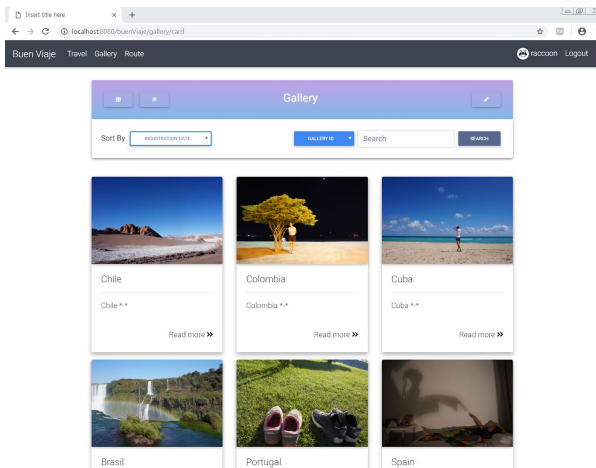 Insert title here
localhost:8080/buenViaje/gallery/card
Buen Viaje Travel Gallery Route raccoon Logout
Gallery
Sort By REGISTRATION DATE GALLERY ID Search SEARCH
Chile Colombia Cuba
Chile *-* Colombia *-* Cuba *-*
Read more Read more Read more
Brasil Portugal Spain